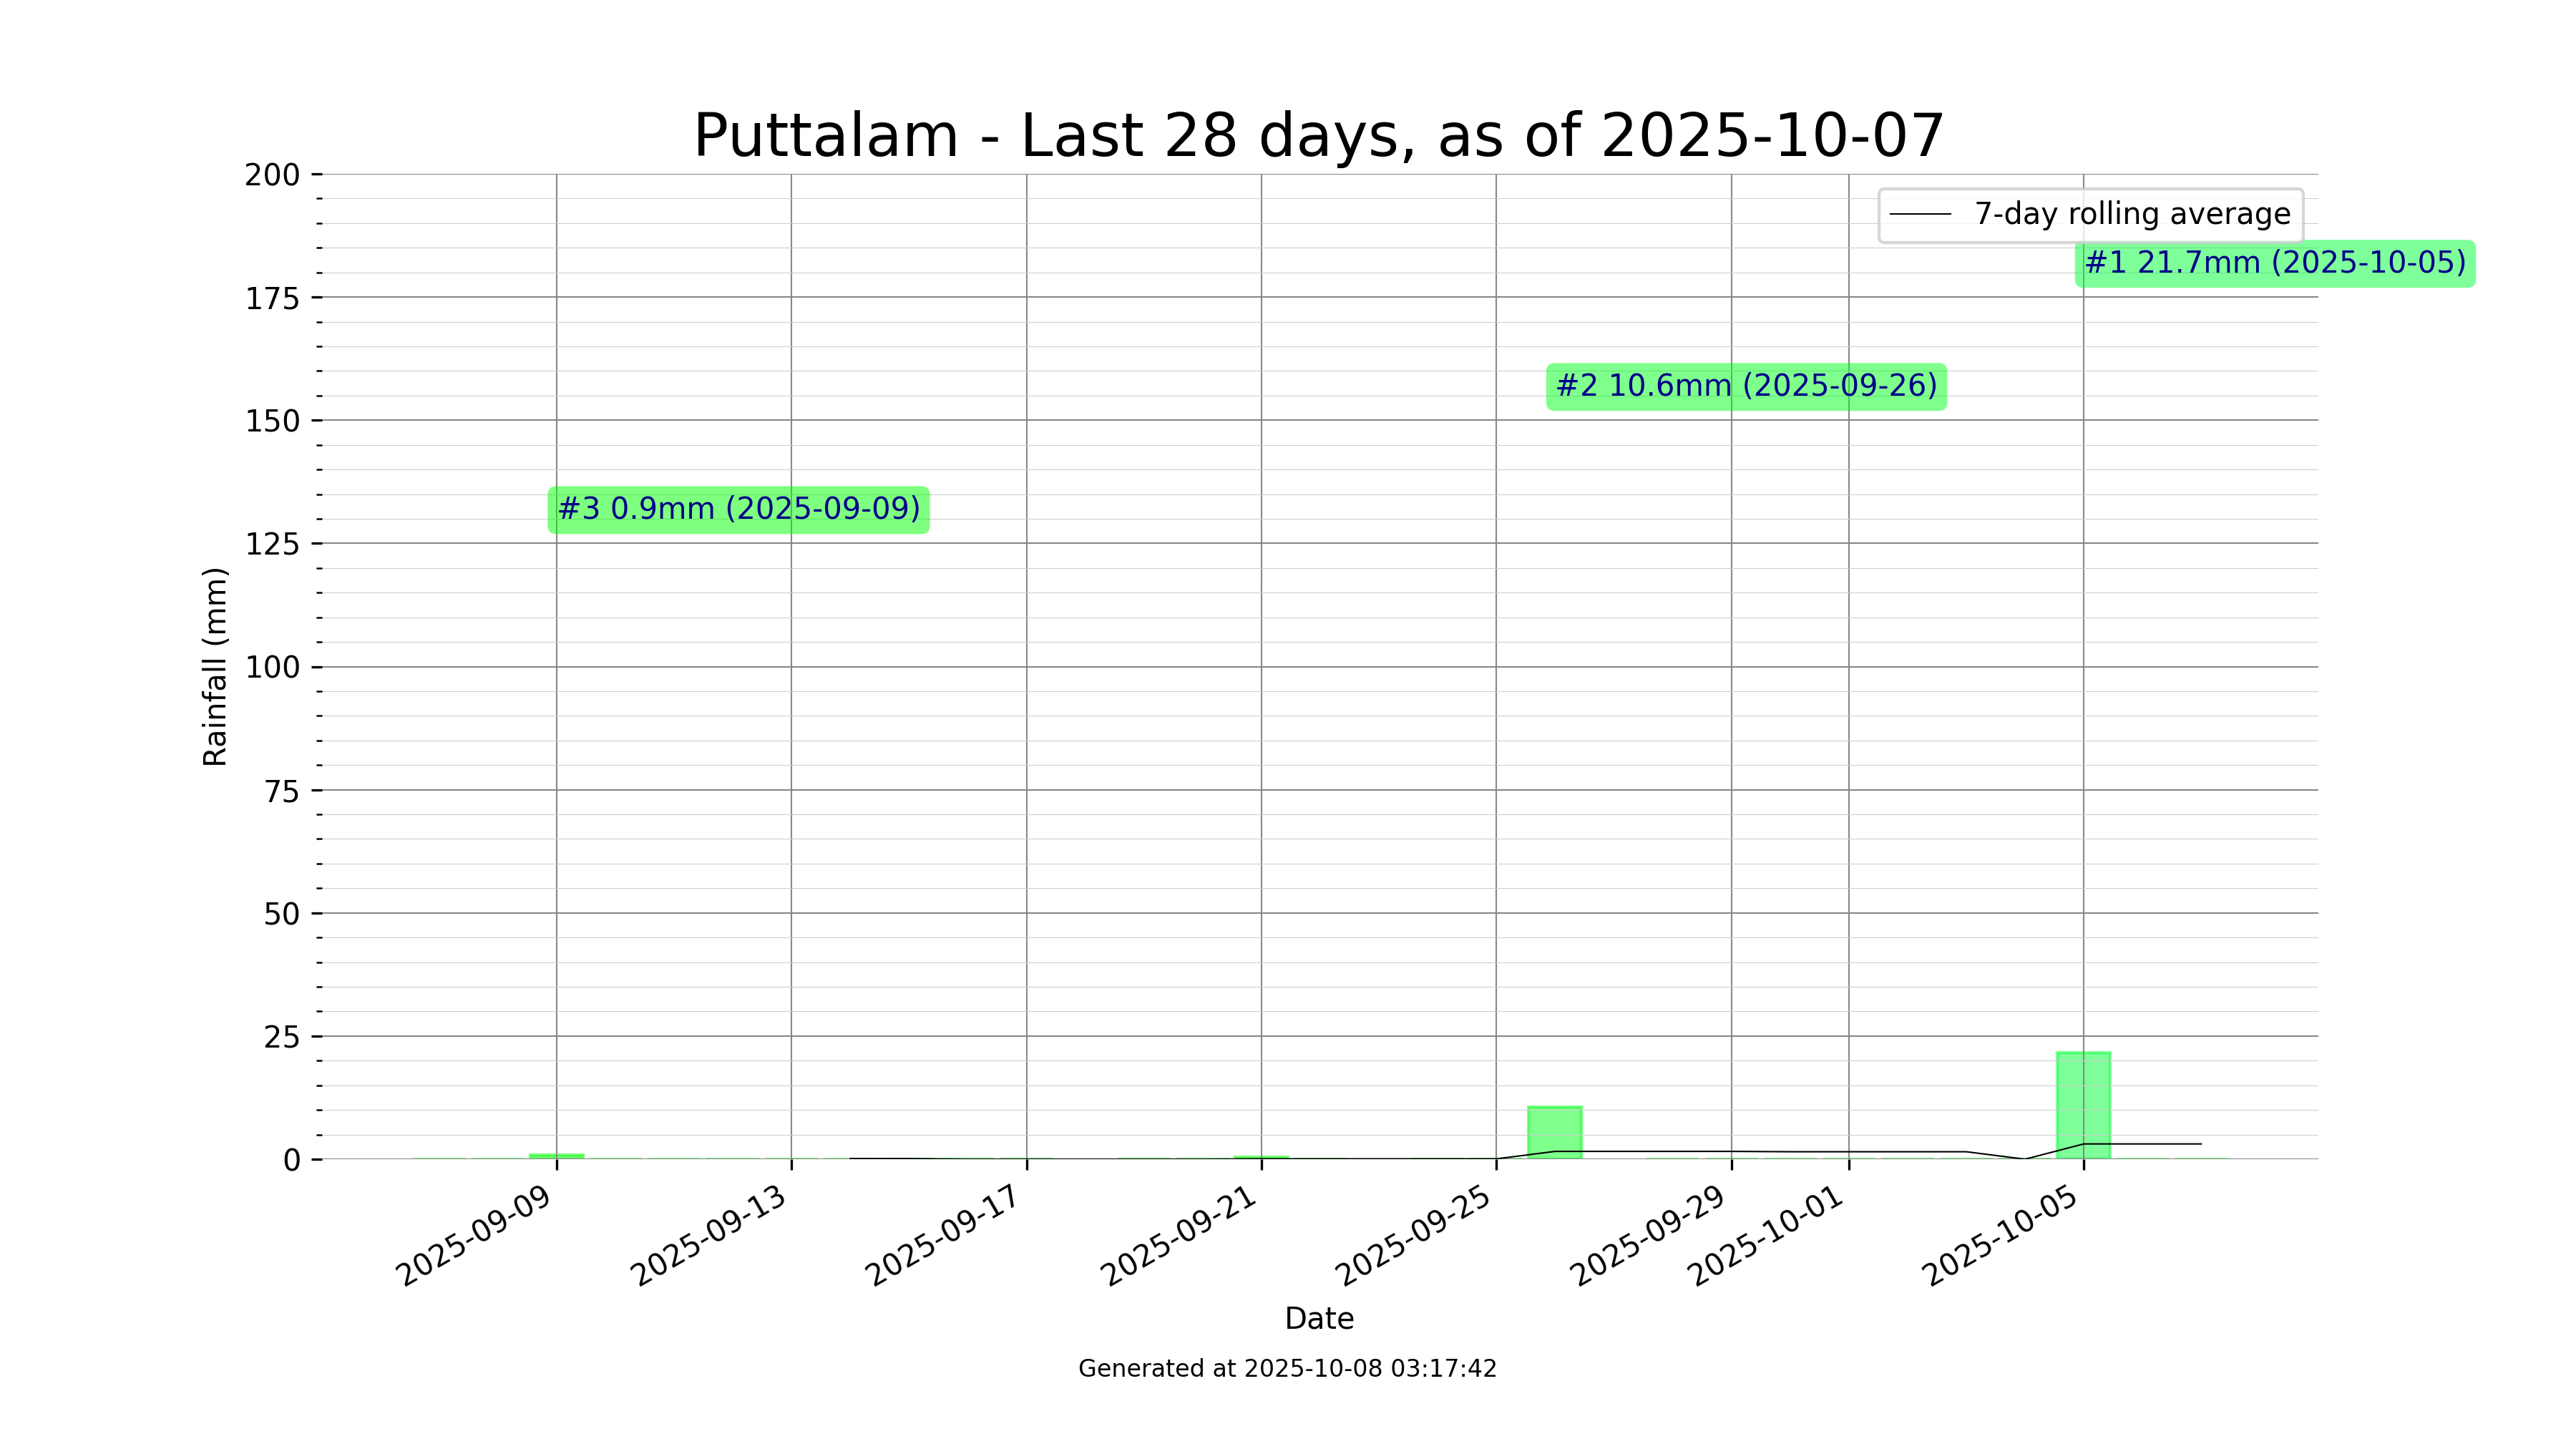 Puttalam - Last 28 days, as of 2025-10-07
200
175
150
125
100
75
50
25
0
Rainfall (mm)
7-day rolling average
#1 21.7mm (2025-10-05)
#2 10.6mm (2025-09-26)
#3 0.9mm (2025-09-09)
2025-09-09
2025-09-13
2025-09-17
2025-09-21
2025-09-25
2025-09-29
2025-10-01
2025-10-05
Date
Generated at 2025-10-08 03:17:42